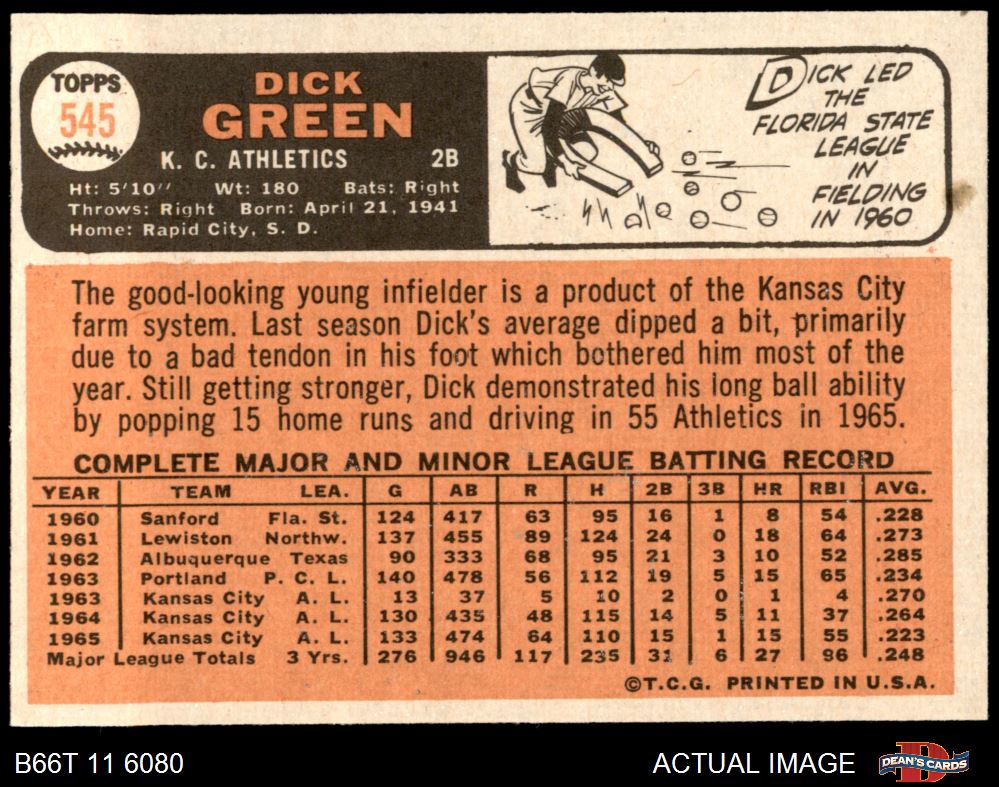 TOPPS
545
DICK
GREEN
K. C. ATHLETICS 2B
Ht: 5'10" Wt: 180 Bats: Right
Throws: Right Born: April 21, 1941
Home: Rapid City, S. D.
DICK LED
THE
FLORIDA STATE
LEAGUE
IN
FIELDING
IN 1960
The good-looking young infielder is a product of the Kansas City
farm system. Last season Dick's average dipped a bit, primarily
due to a bad tendon in his foot which bothered him most of the
year. Still getting stronger, Dick demonstrated his long ball ability
by popping 15 home runs and driving in 55 Athletics in 1965.
COMPLETE MAJOR AND MINOR LEAGUE BATTING RECORD
YEAR TEAM LEA. G AB R H 2B 3B HR RBI AVG.
1960 Sanford Fla. St. 124 417 63 95 16 1 8 54 .228
1961 Lewiston Northw. 137 455 89 124 24 0 18 64 .273
1962 Albuquerque Texas 90 333 68 95 21 3 10 52 .285
1963 Portland P. C. L. 140 478 56 112 19 5 15 65 .234
1963 Kansas City A. L. 13 37 5 10 2 0 1 4 .270
1964 Kansas City A. L. 130 435 48 115 14 5 11 37 .264
1965 Kansas City A. L. 133 474 64 110 15 1 15 55 .223
Major League Totals 3 Yrs. 276 946 117 235 31 6 27 96 .248
©T.C.G. PRINTED IN U.S.A.
B66T 11 6080 ACTUAL IMAGE
D
DEAN'S CARDS